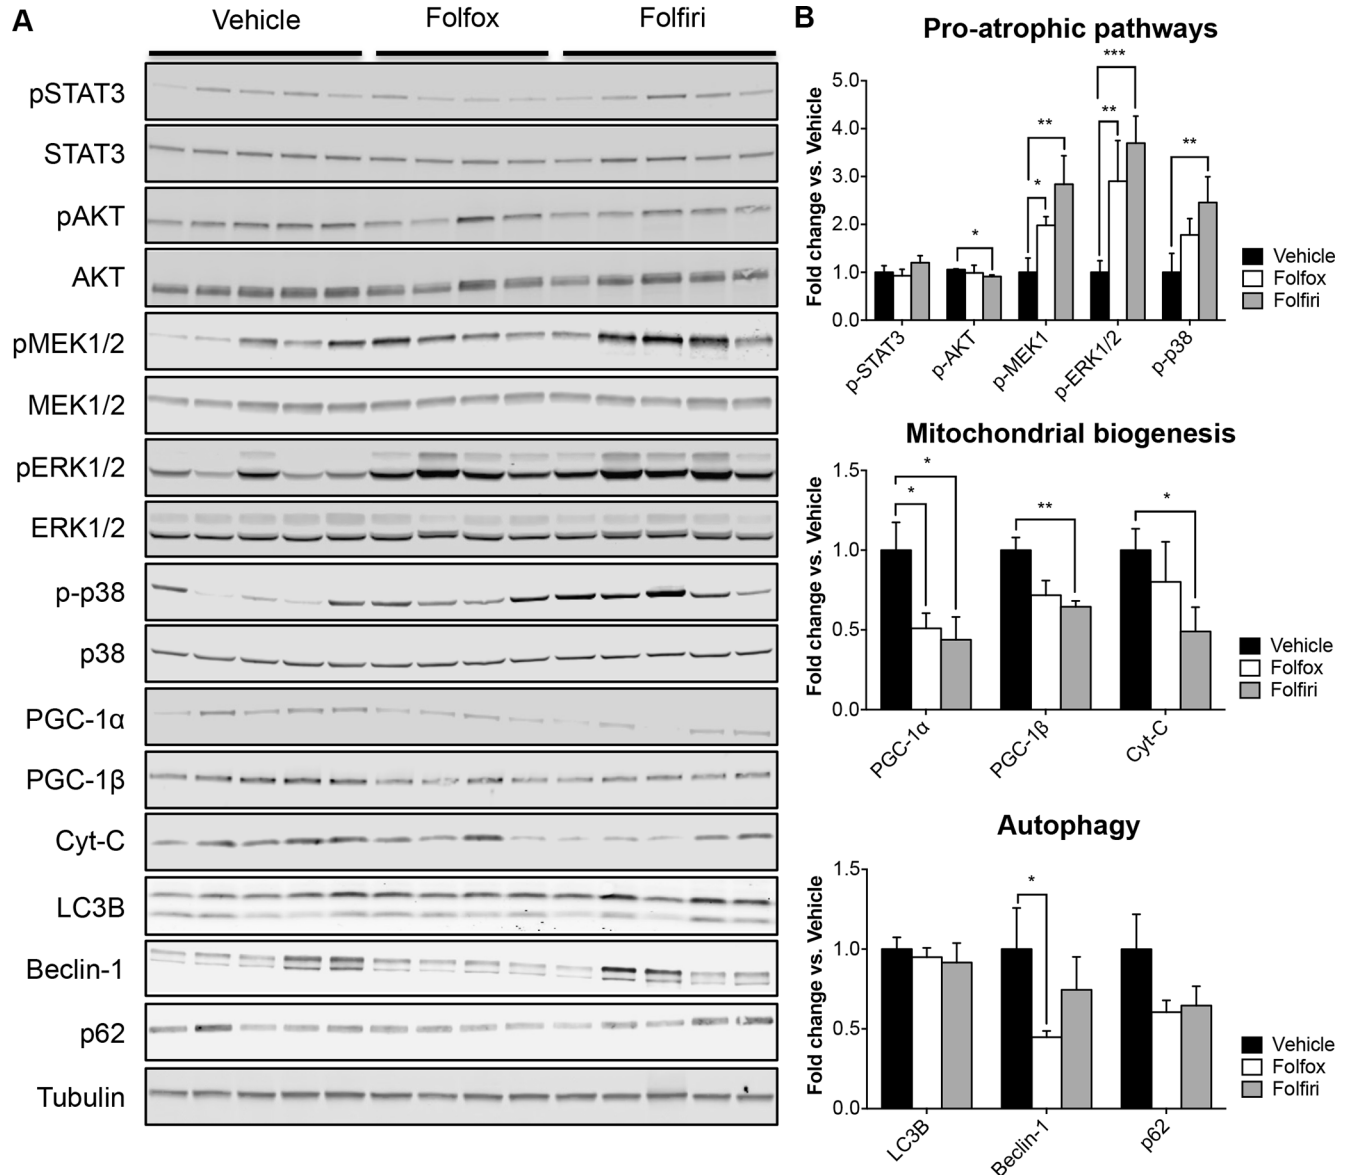 A
Vehicle Folfox Folfiri
pSTAT3
STAT3
pAKT
AKT
pMEK1/2
MEK1/2
pERK1/2
ERK1/2
p-p38
p38
PGC-1α
PGC-1β
Cyt-C
LC3B
Beclin-1
p62
Tubulin
B
Pro-atrophic pathways
Fold change vs. Vehicle
5.0
4.0
3.0
2.0
1.0
0.0
* * ** ** *** **
p-STAT3 p-AKT p-MEK1 p-ERK1/2 p-p38
Vehicle
Folfox
Folfiri
Mitochondrial biogenesis
Fold change vs. Vehicle
1.5
1.0
0.5
0.0
* * ** *
PGC-1α PGC-1β Cyt-C
Vehicle
Folfox
Folfiri
Autophagy
Fold change vs. Vehicle
1.5
1.0
0.5
0.0
*
LC3B Beclin-1 p62
Vehicle
Folfox
Folfiri